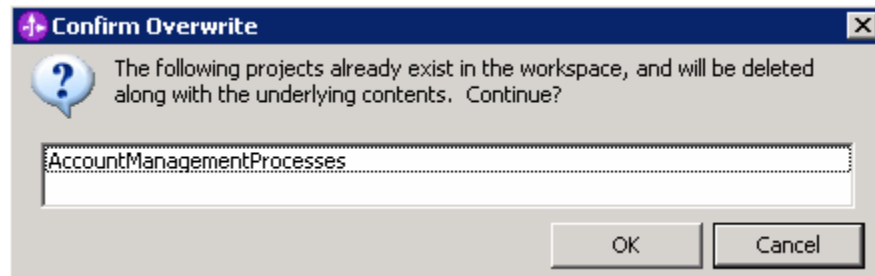 Confirm Overwrite
The following projects already exist in the workspace, and will be deleted
along with the underlying contents.  Continue?
AccountManagementProcesses
OK
Cancel